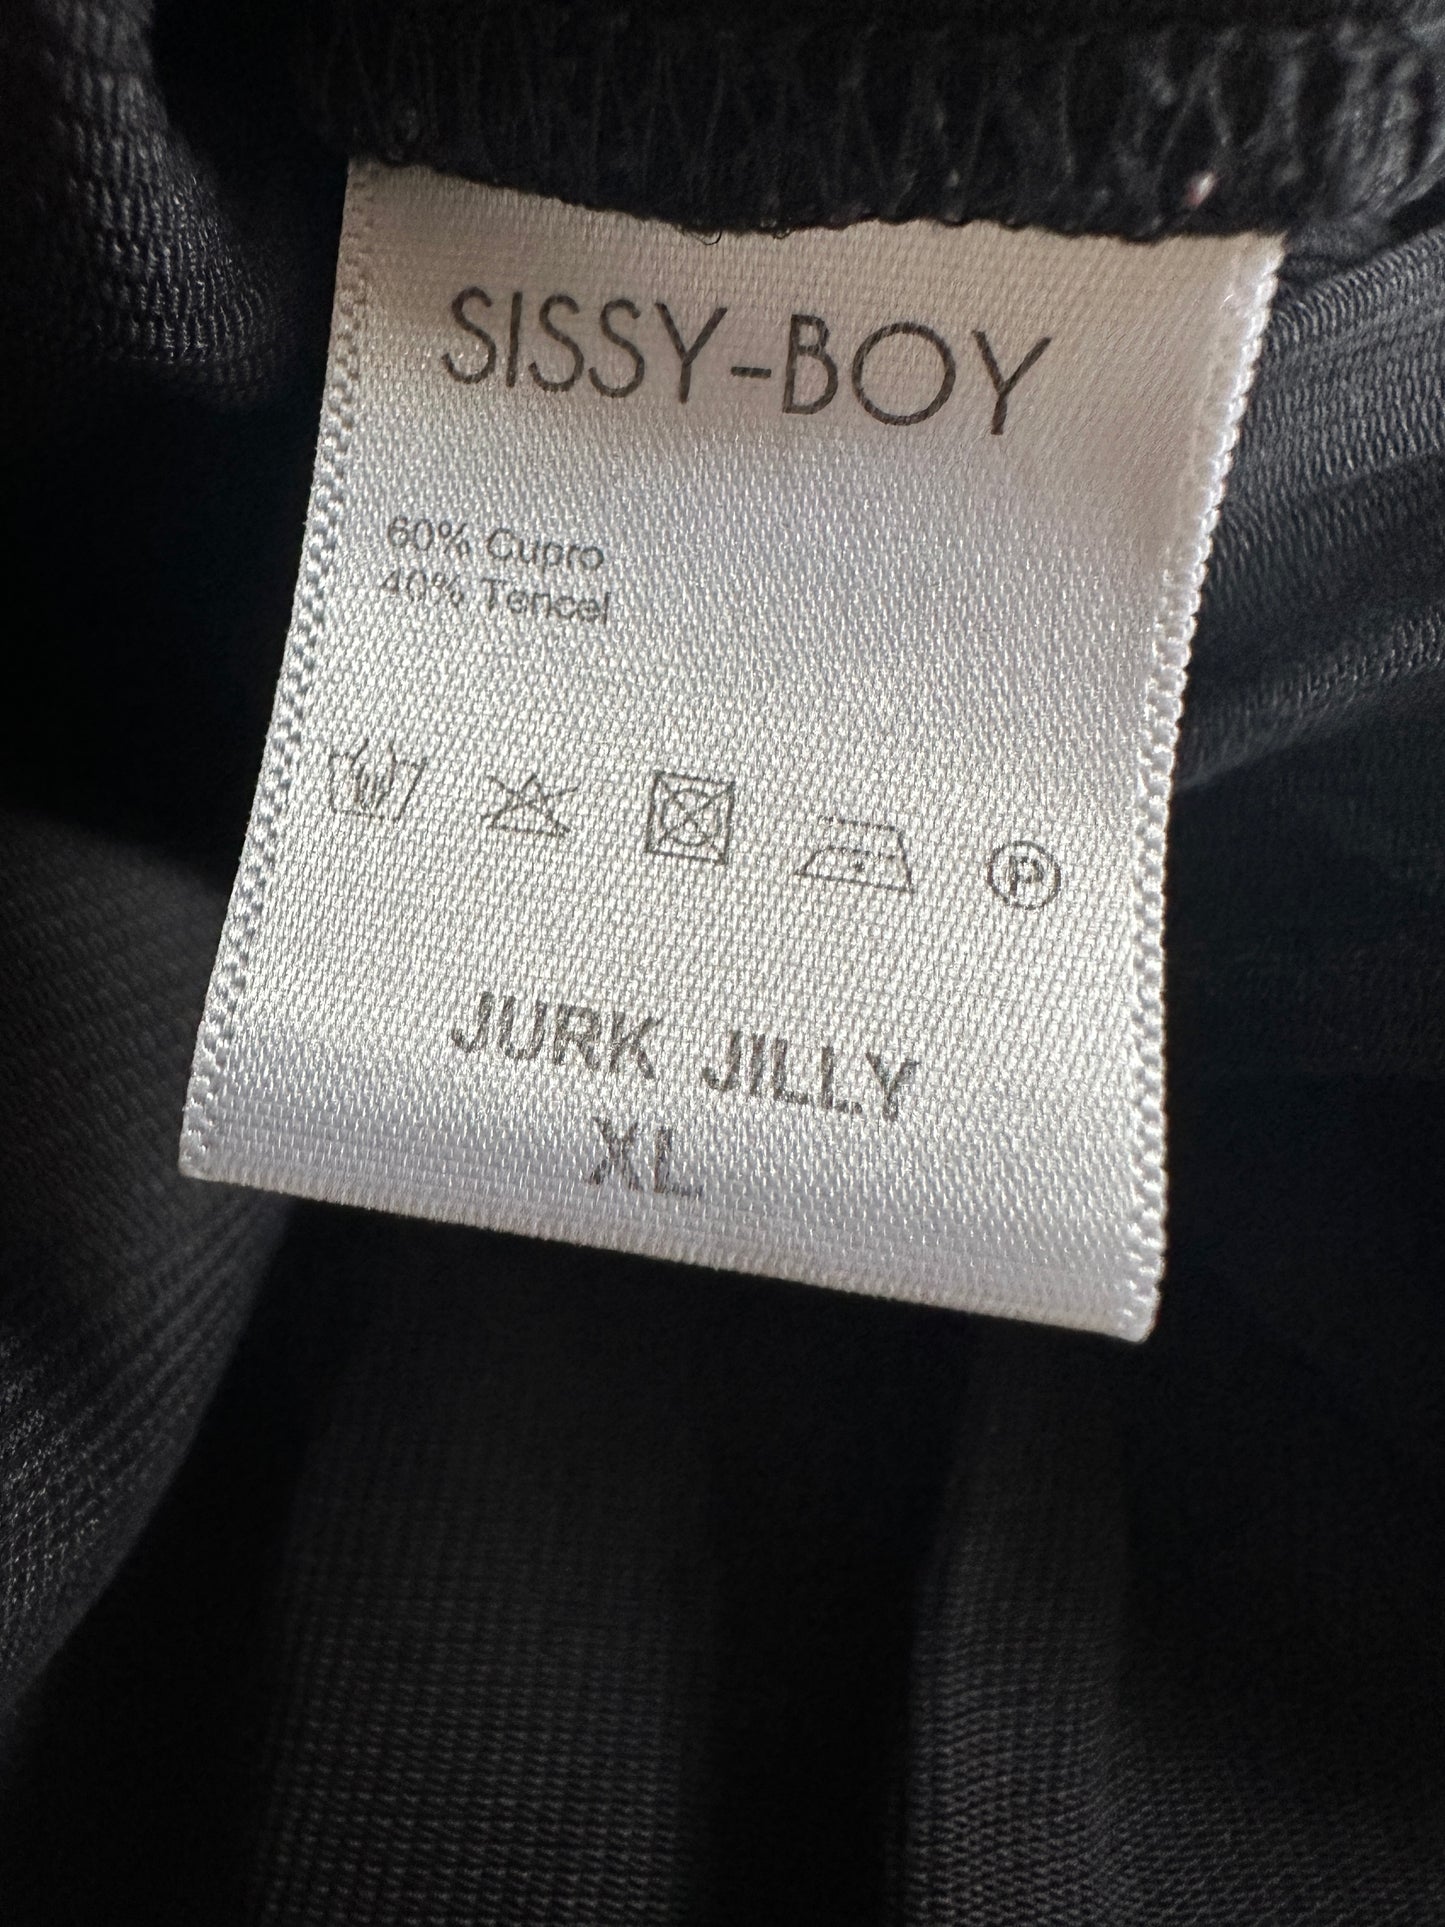 SISSY-BOY
60% Cupro
40% Tencel
P
JURK JILLY
XL